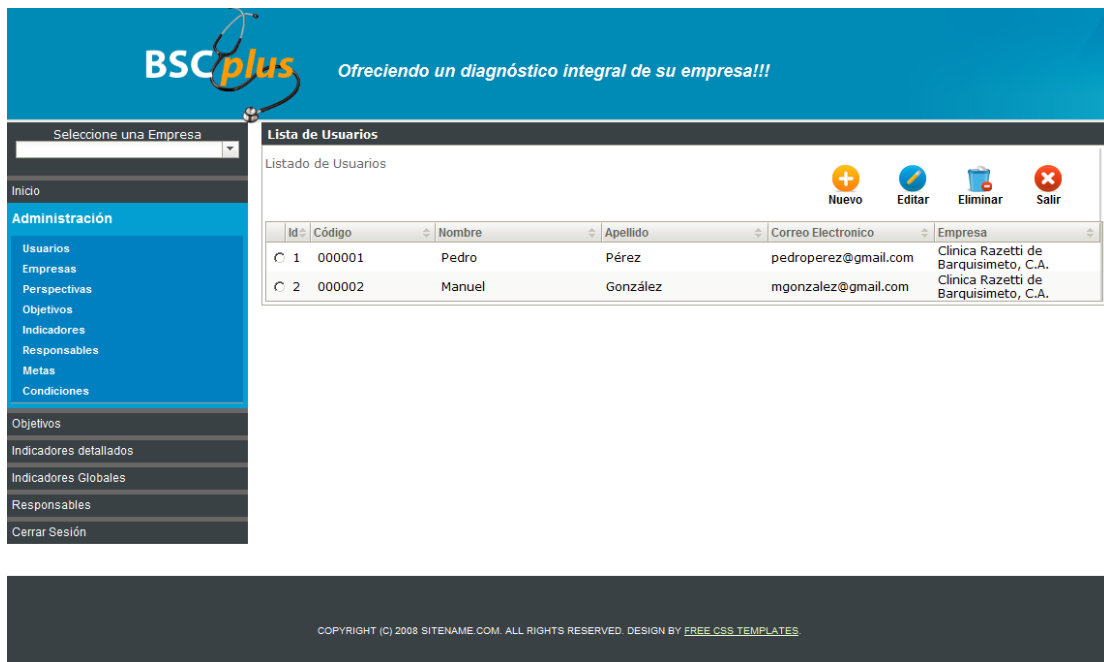 BSCplus
Ofreciendo un diagnóstico integral de su empresa!!!
Seleccione una Empresa
Inicio
Administración
Usuarios
Empresas
Perspectivas
Objetivos
Indicadores
Responsables
Metas
Condiciones
Objetivos
Indicadores detallados
Indicadores Globales
Responsables
Cerrar Sesión
Lista de Usuarios
Listado de Usuarios
Nuevo Editar Eliminar Salir
Id Código Nombre Apellido Correo Electronico Empresa
1 000001 Pedro Pérez pedroperez@gmail.com Clinica Razetti de
Barquisimeto, C.A.
2 000002 Manuel González mgonzalez@gmail.com Clinica Razetti de
Barquisimeto, C.A.
COPYRIGHT (C) 2008 SITENAME.COM. ALL RIGHTS RESERVED. DESIGN BY FREE CSS TEMPLATES.